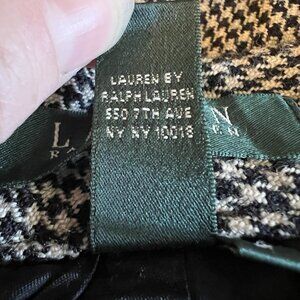 LAUREN BY
RALPH LAUREN
550 7TH AVE
NY NY 10018
L
N